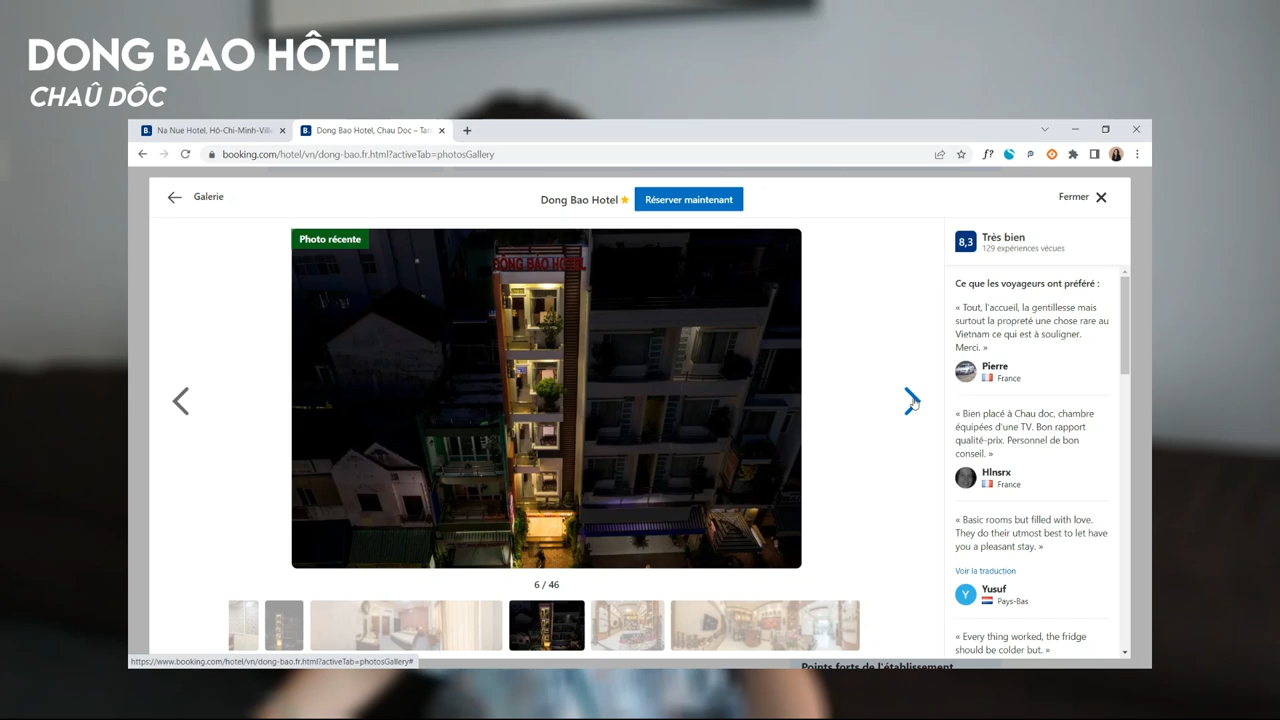 DONG BAO HÔTEL
CHAÛ DÔC
Na Nue Hotel, Hô-Chi-Minh-Ville
Dong Bao Hotel, Chau Doc – Tar
booking.com/hotel/vn/dong-bao.fr.html?activeTab=photosGallery
f?
Galerie
Dong Bao Hotel
Réserver maintenant
Fermer
Photo récente
DÔNG BAO HOTEL
8,3
Très bien
129 expériences vécues
Ce que les voyageurs ont préféré :
« Tout, l'accueil, la gentillesse mais
surtout la propreté une chose rare au
Vietnam ce qui est à souligner.
Merci. »
Pierre
France
« Bien placé à Chau doc, chambre
équipées d'une TV. Bon rapport
qualité-prix. Personnel de bon
conseil. »
Hlnsrx
France
« Basic rooms but filled with love.
They do their utmost best to let have
you a pleasant stay. »
Voir la traduction
Y
Yusuf
Pays-Bas
« Every thing worked, the fridge
should be colder but. »
6 / 46
https://www.booking.com/hotel/vn/dong-bao.fr.html?activeTab=photosGallery#
Points forts de l'établissement